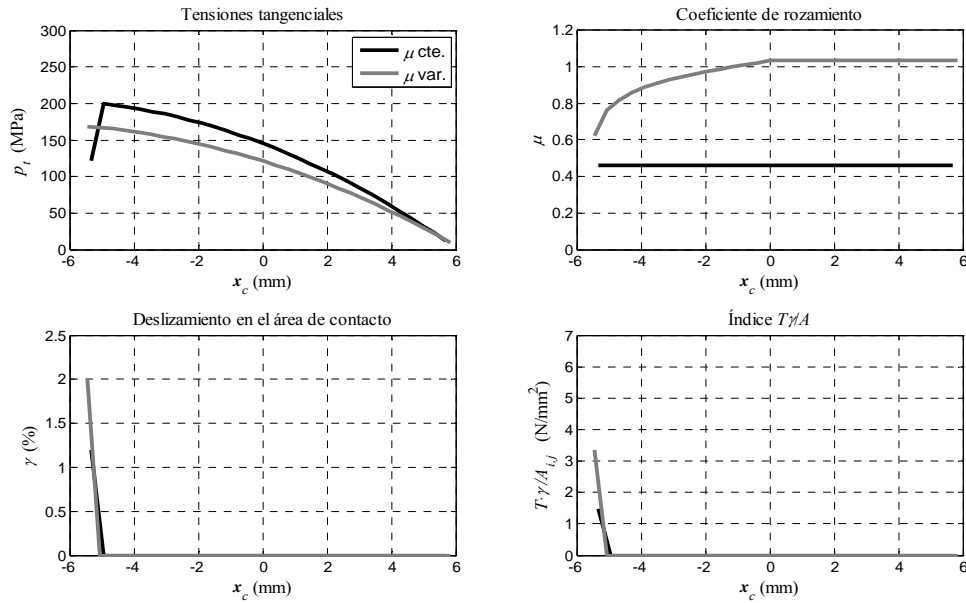 Tensiones tangenciales
300
250
200
150
100
50
0
p_t (MPa)
μ cte.
μ var.
-6 -4 -2 0 2 4 6
x_c (mm)
Coeficiente de rozamiento
1.2
1
0.8
0.6
0.4
0.2
0
μ
-6 -4 -2 0 2 4 6
x_c (mm)
Deslizamiento en el área de contacto
2.5
2
1.5
1
0.5
0
γ (%)
-6 -4 -2 0 2 4 6
x_c (mm)
Índice Tγ/A
7
6
5
4
3
2
1
0
T·γ/A_{i,j} (N/mm²)
-6 -4 -2 0 2 4 6
x_c (mm)